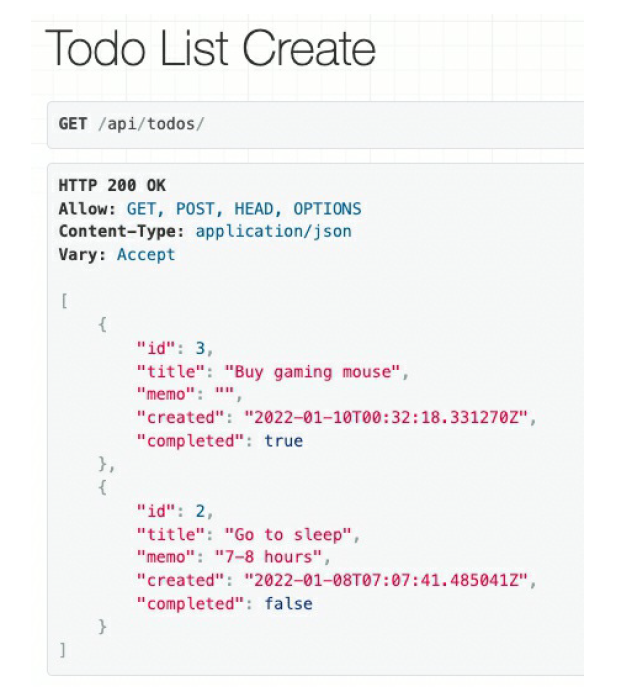 Todo List Create
GET /api/todos/
HTTP 200 OK
Allow: GET, POST, HEAD, OPTIONS
Content-Type: application/json
Vary: Accept
[
    {
        "id": 3,
        "title": "Buy gaming mouse",
        "memo": "",
        "created": "2022-01-10T00:32:18.331270Z",
        "completed": true
    },
    {
        "id": 2,
        "title": "Go to sleep",
        "memo": "7-8 hours",
        "created": "2022-01-08T07:07:41.485041Z",
        "completed": false
    }
]